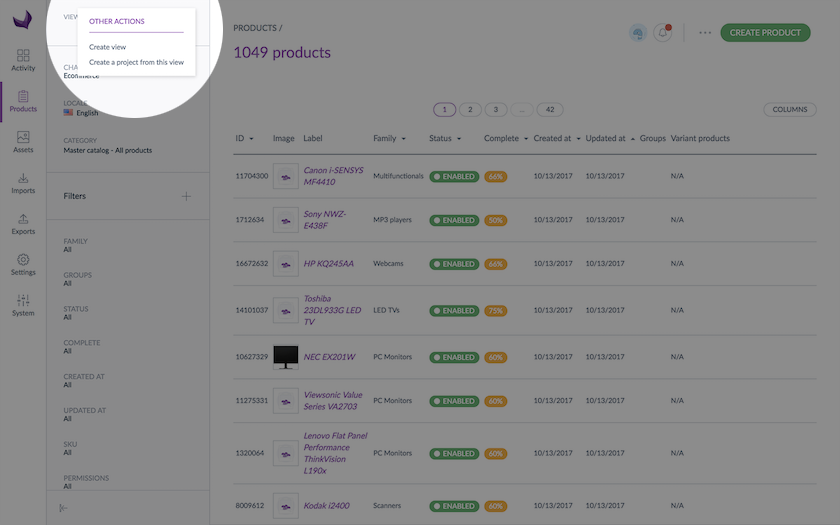 VIEW
OTHER ACTIONS
Create view
Create a project from this view
Ecommerce
LOCALE
English
CATEGORY
Master catalog - All products
Filters
FAMILY
All
GROUPS
All
STATUS
All
COMPLETE
All
CREATED AT
All
UPDATED AT
All
SKU
All
PERMISSIONS
All
Activity
Products
Assets
Imports
Exports
Settings
System
PRODUCTS /
1049 products
CREATE PRODUCT
1 2 3 ... 42
COLUMNS
ID Image Label Family Status Complete Created at Updated at Groups Variant products
11704300 Canon i-SENSYS MF4410 Multifunctionals ENABLED 66% 10/13/2017 10/13/2017 N/A
1712634 Sony NWZ-E438F MP3 players ENABLED 50% 10/13/2017 10/13/2017 N/A
16672632 HP KQ245AA Webcams ENABLED 66% 10/13/2017 10/13/2017 N/A
14101037 Toshiba 23DL933G LED TV LED TVs ENABLED 75% 10/13/2017 10/13/2017 N/A
10627329 NEC EX201W PC Monitors ENABLED 60% 10/13/2017 10/13/2017 N/A
11275331 Viewsonic Value Series VA2703 PC Monitors ENABLED 60% 10/13/2017 10/13/2017 N/A
1320064 Lenovo Flat Panel Performance ThinkVision L190x PC Monitors ENABLED 60% 10/13/2017 10/13/2017 N/A
8009612 Kodak i2400 Scanners ENABLED 60% 10/13/2017 10/13/2017 N/A